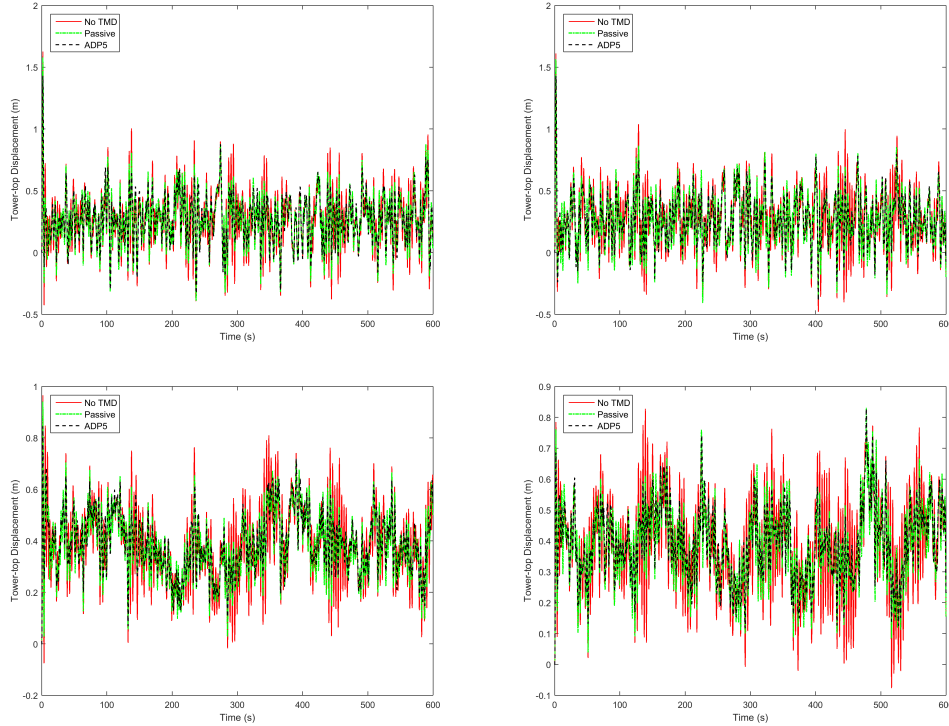 2
1.5
1
0.5
0
-0.5
Tower-top Displacement (m)
No TMD
Passive
ADP5
0 100 200 300 400 500 600
Time (s)
2
1.5
1
0.5
0
-0.5
Tower-top Displacement (m)
No TMD
Passive
ADP5
0 100 200 300 400 500 60
Time (s)
1
0.8
0.6
0.4
0.2
0
-0.2
Tower-top Displacement (m)
No TMD
Passive
ADP5
0 100 200 300 400 500 600
Time (s)
0.9
0.8
0.7
0.6
0.5
0.4
0.3
0.2
0.1
0
-0.1
Tower-top Displacement (m)
No TMD
Passive
ADP5
0 100 200 300 400 500 60
Time (s)